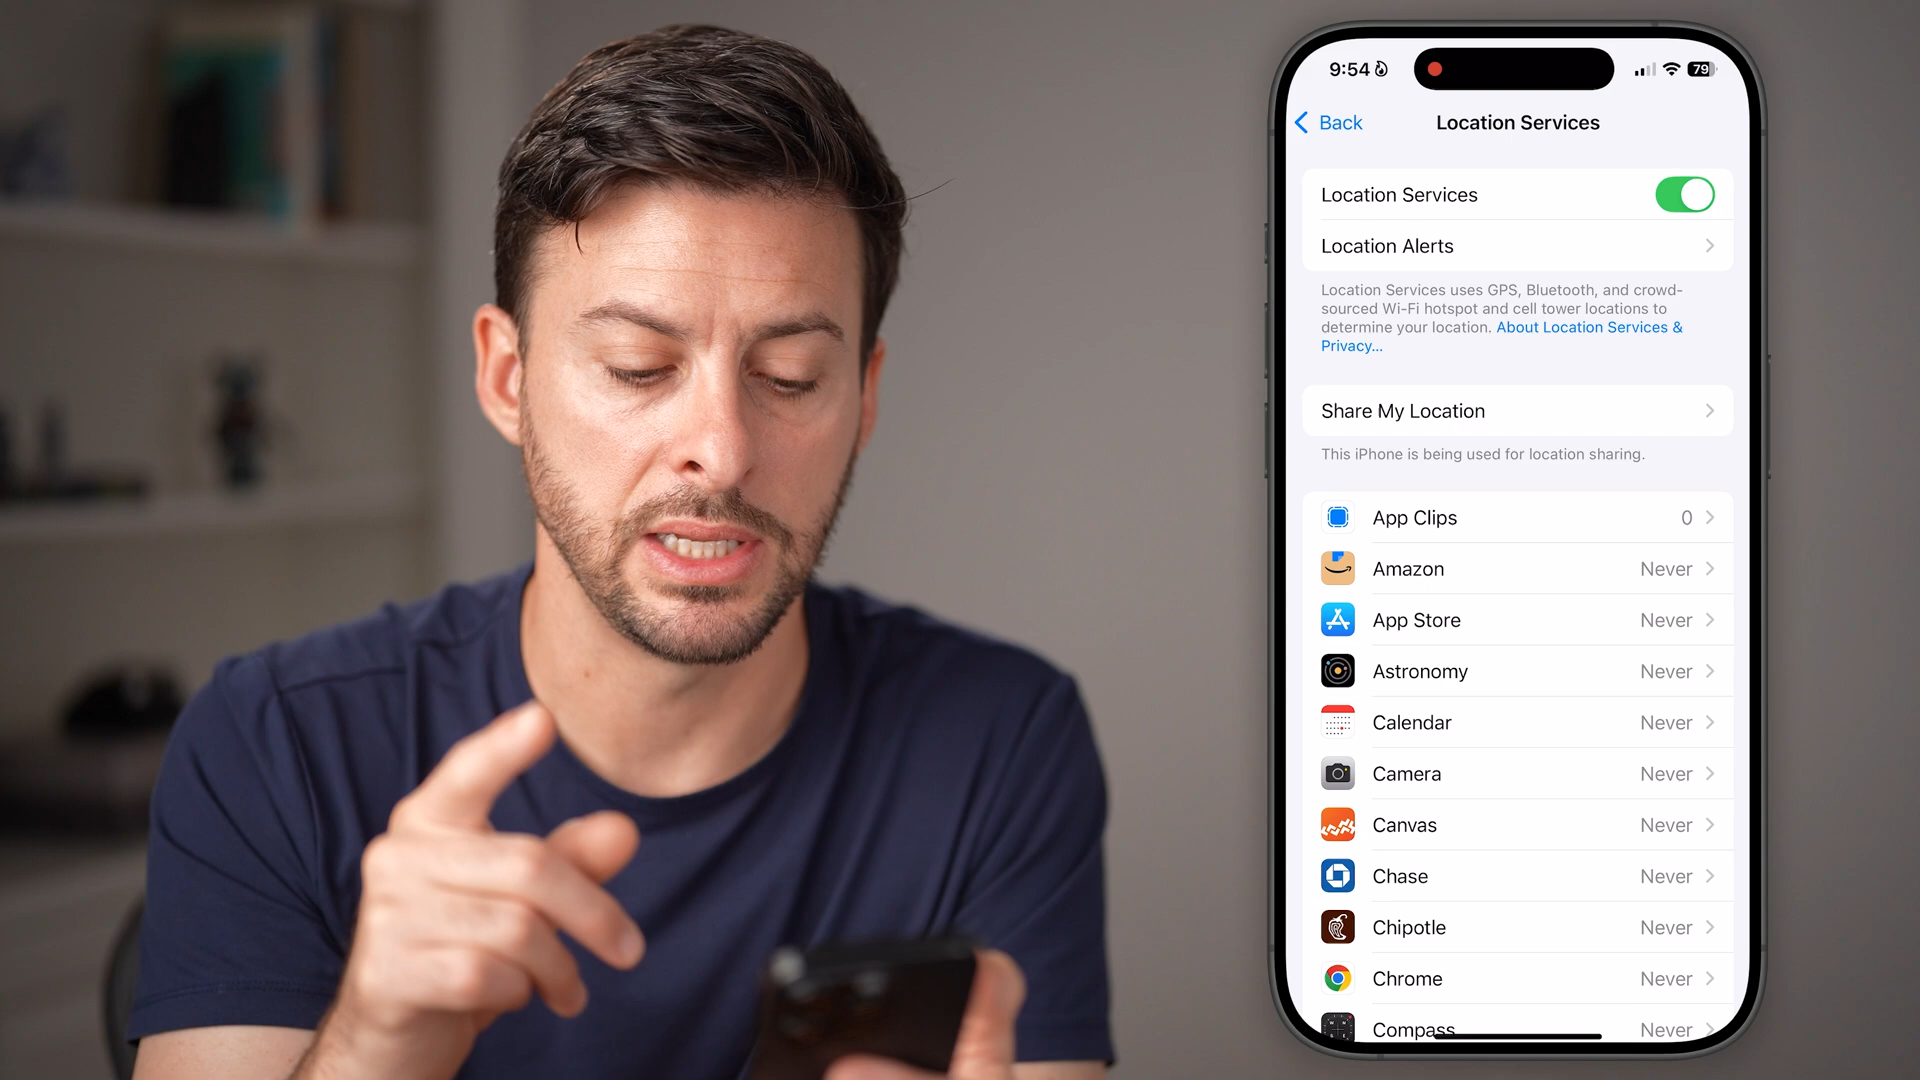 9:54
79
Back
Location Services
Location Services
Location Alerts
Location Services uses GPS, Bluetooth, and crowd-
sourced Wi-Fi hotspot and cell tower locations to
determine your location. About Location Services &
Privacy...
Share My Location
This iPhone is being used for location sharing.
App Clips 0
Amazon Never
App Store Never
Astronomy Never
Calendar Never
Camera Never
Canvas Never
Chase Never
Chipotle Never
Chrome Never
Compass Never